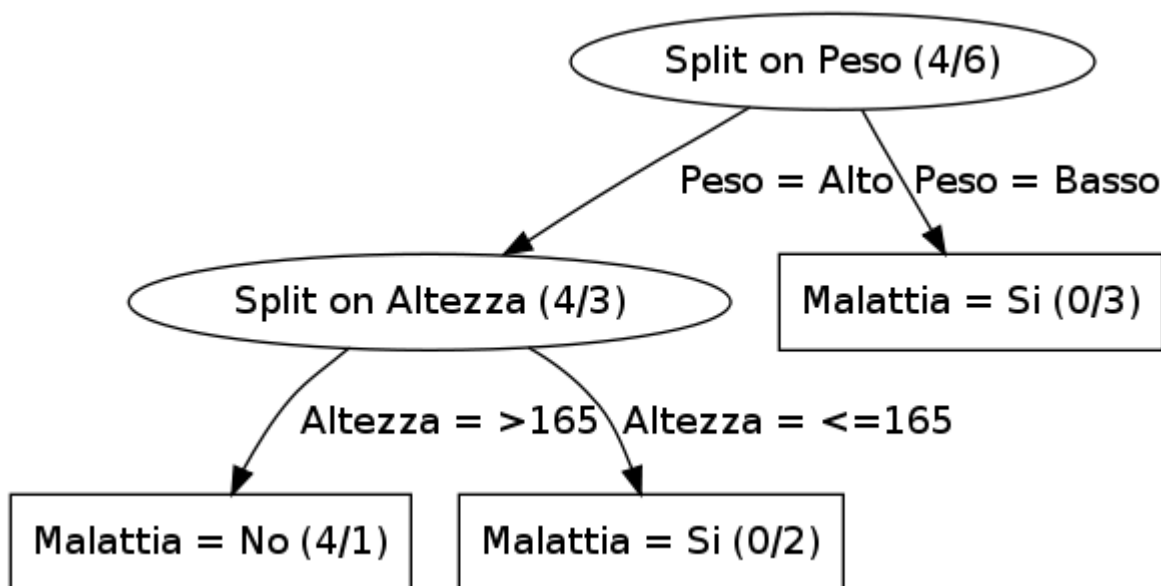 Split on Peso (4/6)
Peso = Alto
Peso = Basso
Split on Altezza (4/3)
Malattia = Si (0/3)
Altezza = >165
Altezza = <=165
Malattia = No (4/1)
Malattia = Si (0/2)